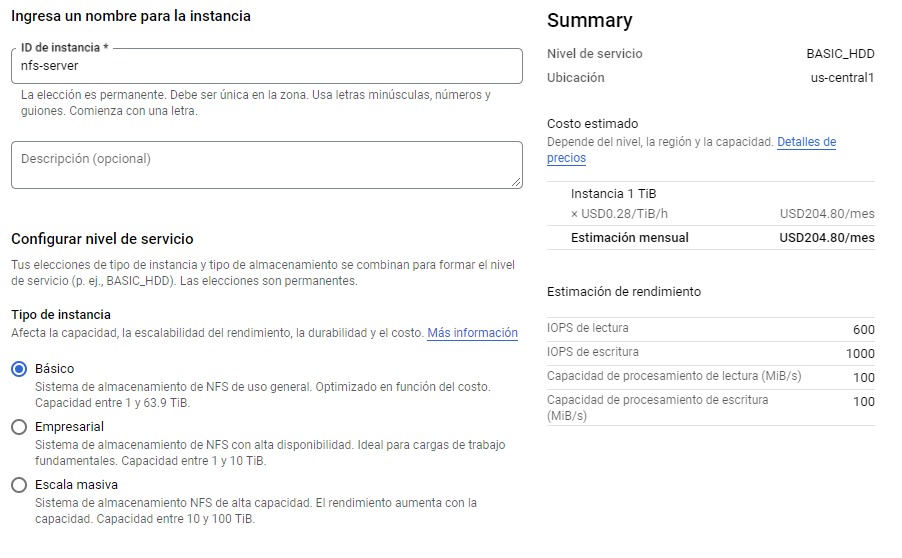 Ingresa un nombre para la instancia
ID de instancia *
nfs-server
La elección es permanente. Debe ser única en la zona. Usa letras minúsculas, números y
guiones. Comienza con una letra.
Descripción (opcional)
Configurar nivel de servicio
Tus elecciones de tipo de instancia y tipo de almacenamiento se combinan para formar el nivel
de servicio (p. ej., BASIC_HDD). Las elecciones son permanentes.
Tipo de instancia
Afecta la capacidad, la escalabilidad del rendimiento, la durabilidad y el costo. Más información
Básico
Sistema de almacenamiento de NFS de uso general. Optimizado en función del costo.
Capacidad entre 1 y 63.9 TiB.
Empresarial
Sistema de almacenamiento de NFS con alta disponibilidad. Ideal para cargas de trabajo
fundamentales. Capacidad entre 1 y 10 TiB.
Escala masiva
Sistema de almacenamiento NFS de alta capacidad. El rendimiento aumenta con la
capacidad. Capacidad entre 10 y 100 TiB.
Summary
Nivel de servicio BASIC_HDD
Ubicación us-central1
Costo estimado
Depende del nivel, la región y la capacidad. Detalles de
precios
Instancia 1 TiB
× USD0.28/TiB/h USD204.80/mes
Estimación mensual USD204.80/mes
Estimación de rendimiento
IOPS de lectura 600
IOPS de escritura 1000
Capacidad de procesamiento de lectura (MiB/s) 100
Capacidad de procesamiento de escritura 100
(MiB/s)